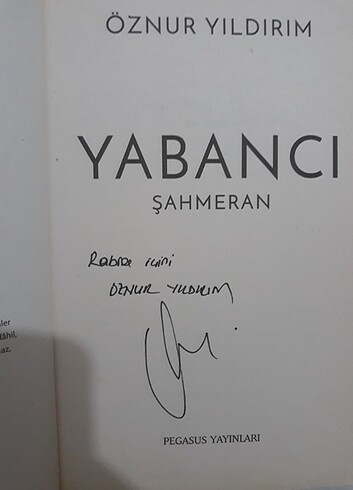 ÖZNUR YILDIRIM
YABANCI
ŞAHMERAN
Rabia için
ÖZNUR YILDIRIM
PEGASUS YAYINLARI